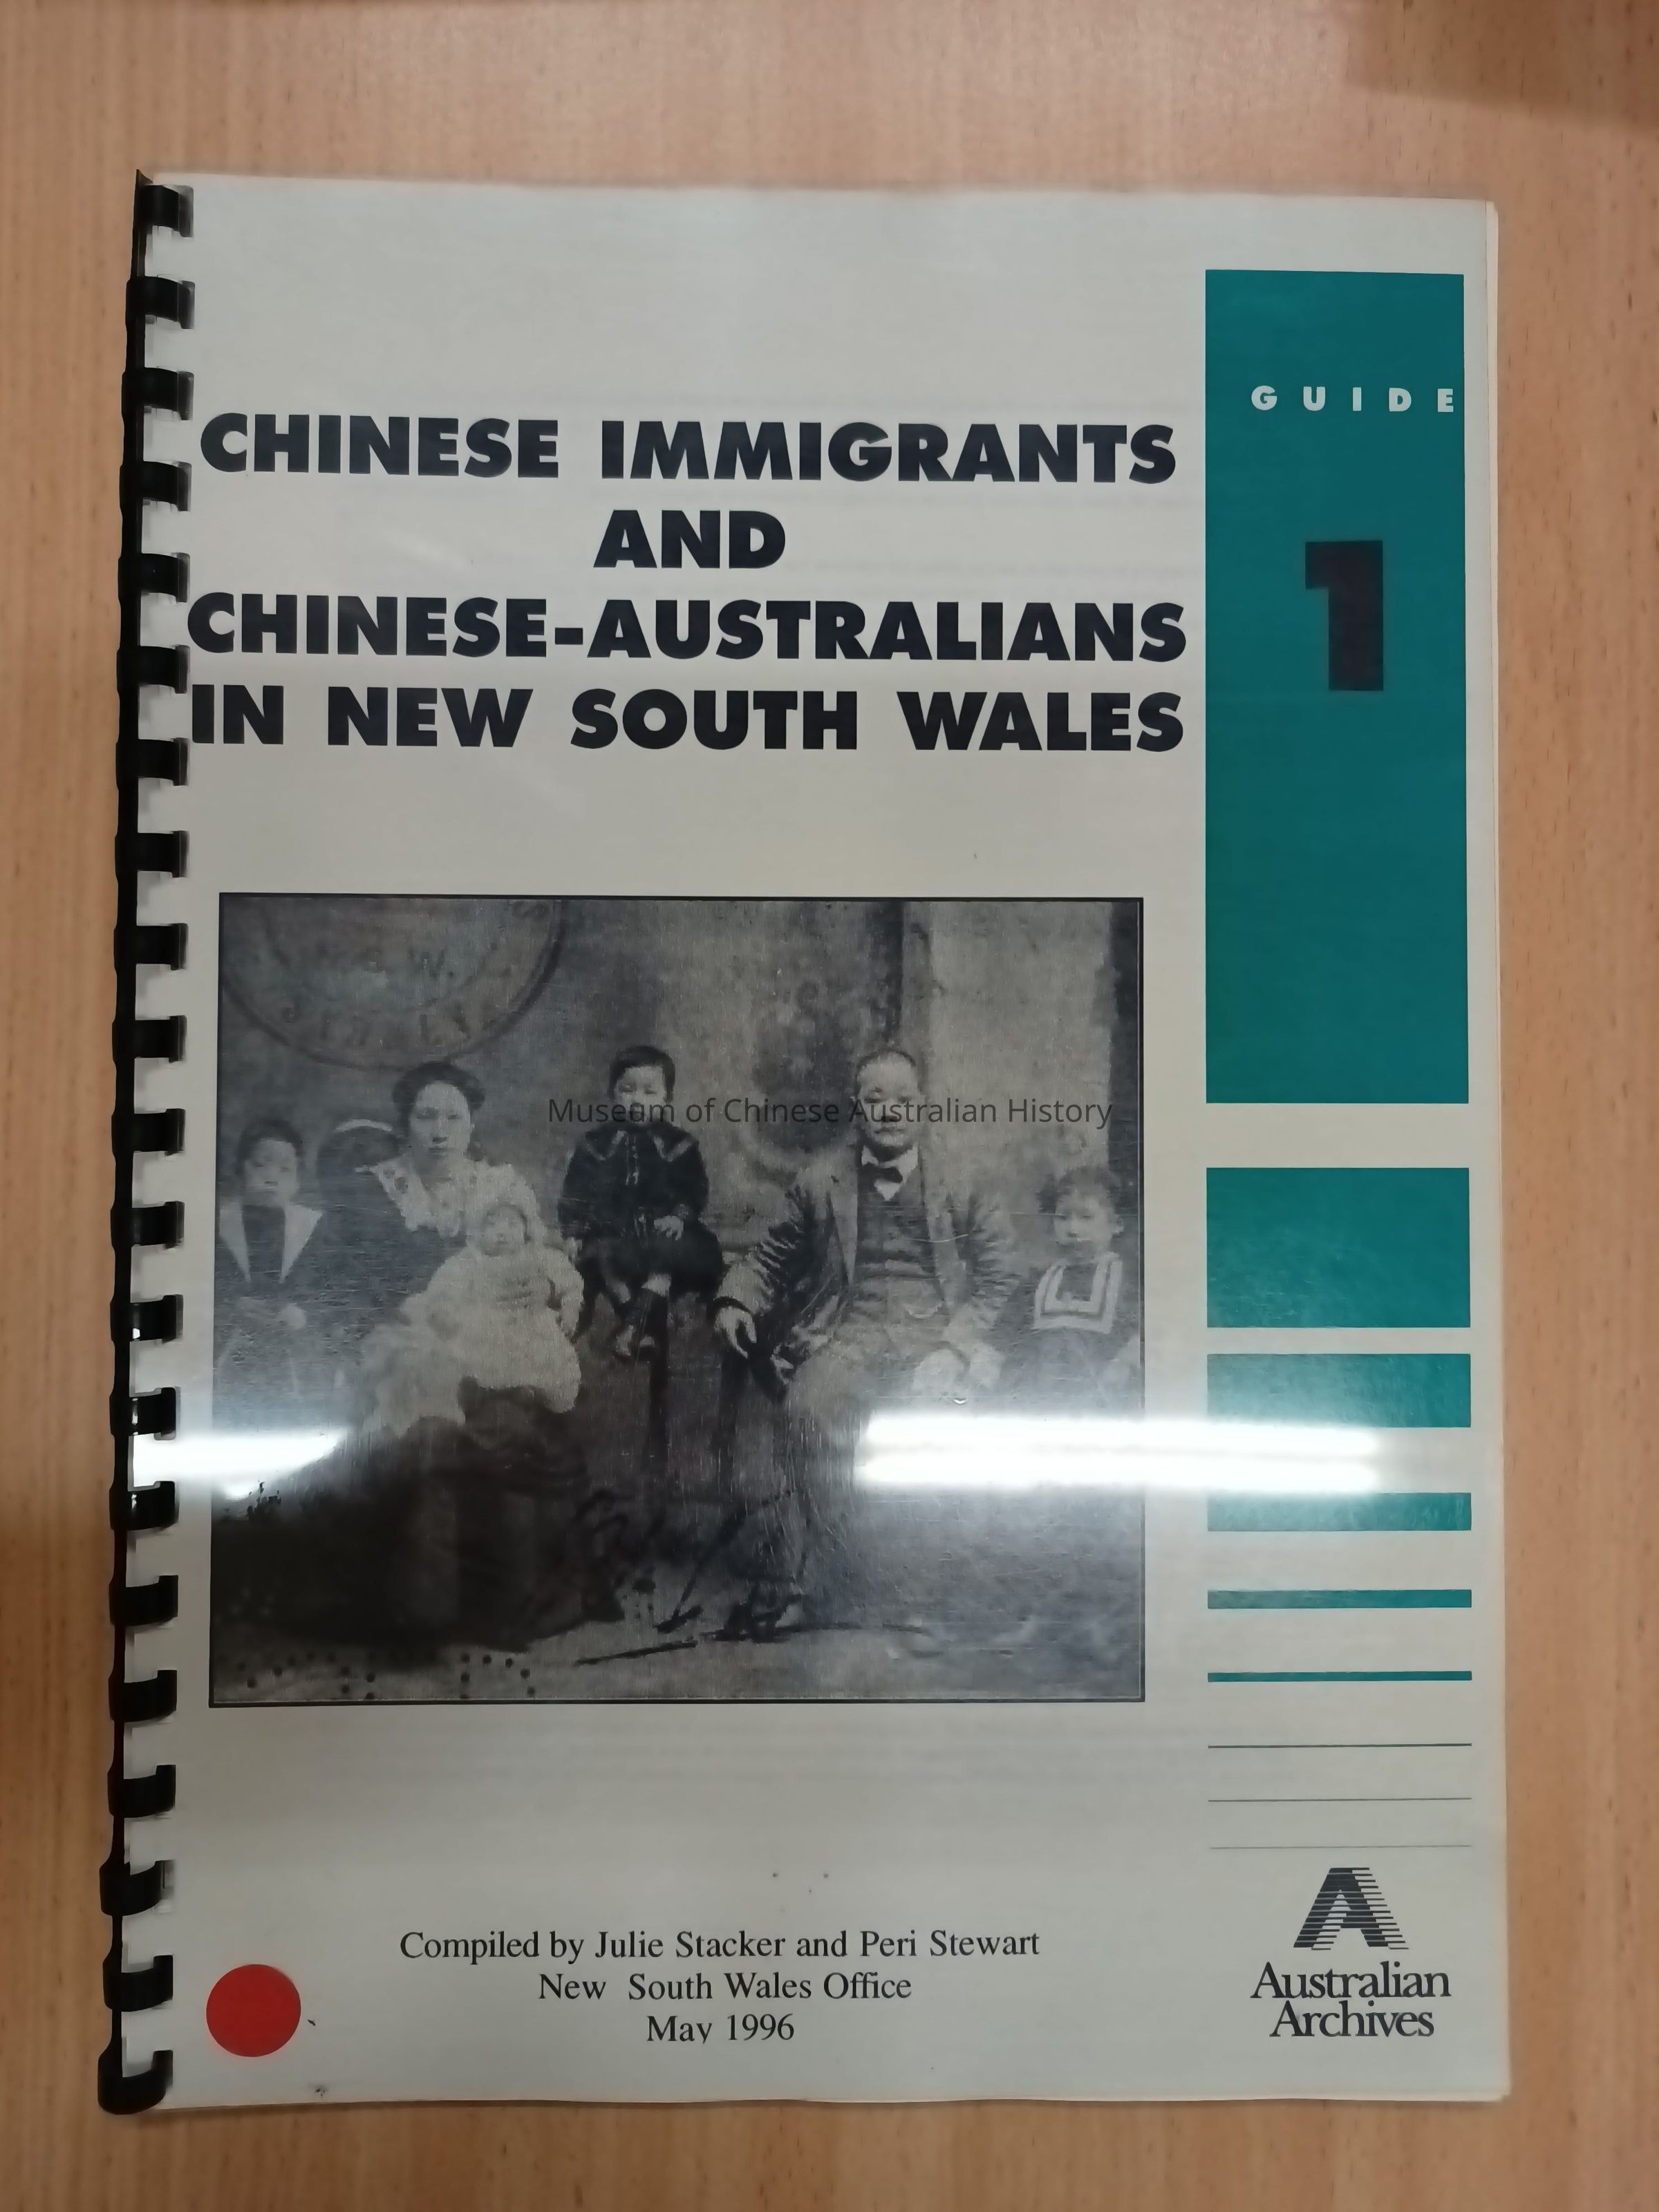 GUIDE
1
CHINESE IMMIGRANTS
AND
CHINESE-AUSTRALIANS
IN NEW SOUTH WALES
N.S.W.
Museum of Chinese Australian History
Compiled by Julie Stacker and Peri Stewart
New South Wales Office
May 1996
A
Australian
Archives